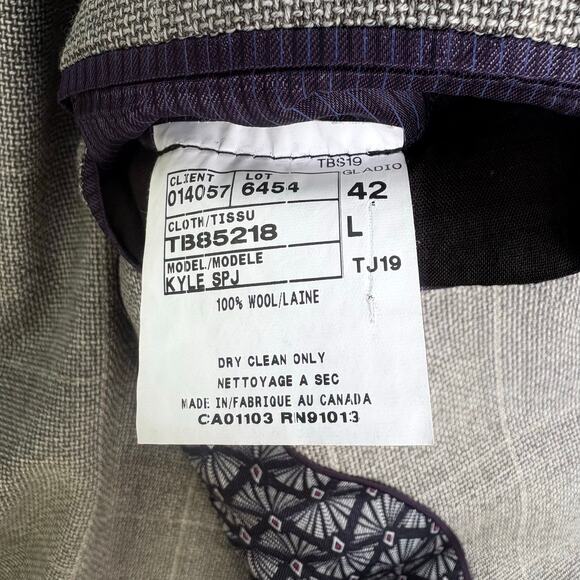 TBS19
GLADIO
CLIENT LOT
014057 6454 42
CLOTH/TISSU
TB85218 L
MODEL/MODELE TJ19
KYLE SPJ
100% WOOL/LAINE
DRY CLEAN ONLY
NETTOYAGE A SEC
MADE IN/FABRIQUE AU CANADA
CA01103 RN91013